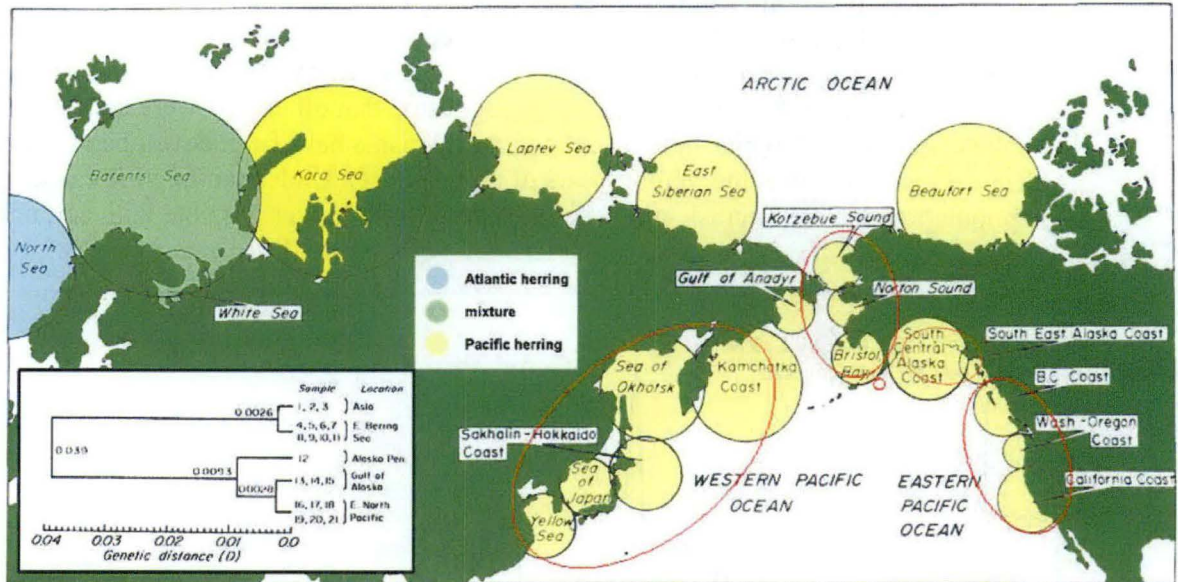 ARCTIC OCEAN
Barents Sea
Kara Sea
Laptev Sea
East
Siberian Sea
Beaufort Sea
North
Sea
White Sea
Kotzebue Sound
Gulf of Anadyr
Norton Sound
Atlantic herring
mixture
Pacific herring
South
Central
Alaska
Coast
South East Alaska Coast
Bristol
Bay
B.C. Coast
Sea of
Okhotsk
Kamchatka
Coast
Wash-Oregon
Coast
Sakhalin-Hokkaido
Coast
California Coast
Sea
of
Japan
Yellow
Sea
WESTERN PACIFIC
OCEAN
EASTERN
PACIFIC
OCEAN
Sample Location
0.0026
1, 2, 3 Asia
4, 5, 6, 7 E. Bering
8, 9, 10, 11 Sea
0.039
0.0093
12 Alaska Pen.
0.0028
13, 14, 15 Gulf of
Alaska
16, 17, 18 E. North
19, 20, 21 Pacific
0.04 0.03 0.02 0.01 0.0
Genetic distance (D)